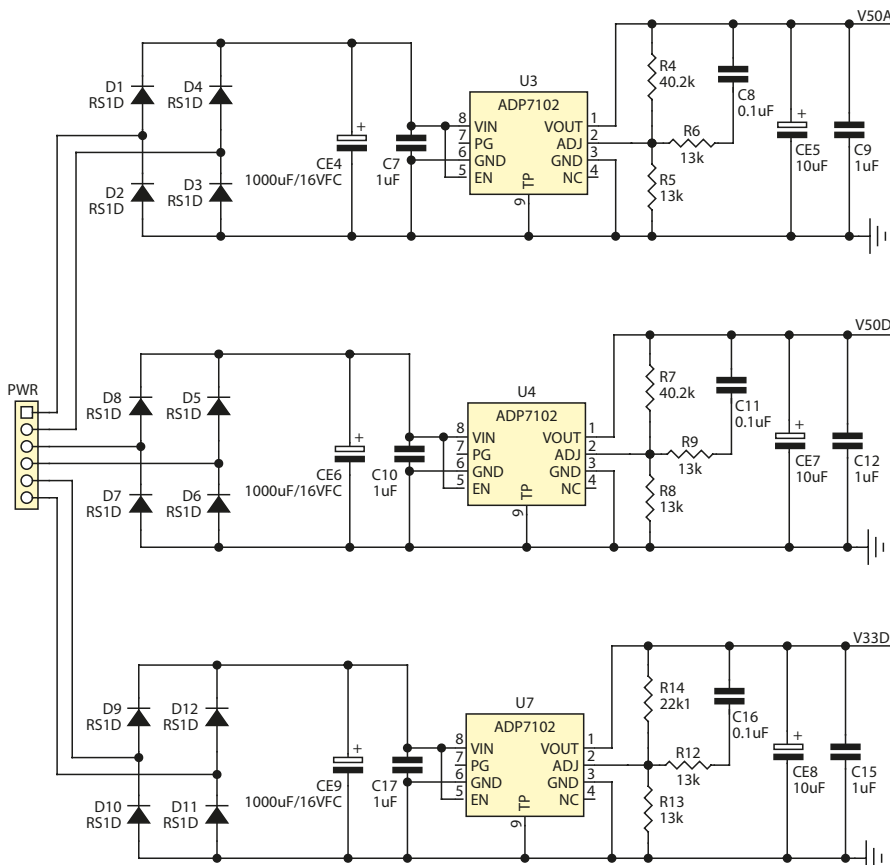 V50A
D1
RS1D
D4
RS1D
D2
RS1D
D3
RS1D
CE4
1000uF/16VFC
+
C7
1uF
U3
ADP7102
8 VIN VOUT 1
7 PG ADJ 2
6 GND GND 3
5 EN NC 4
TP
9
R4
40.2k
R6
13k
R5
13k
C8
0.1uF
+
CE5
10uF
C9
1uF
V50D
PWR
D8
RS1D
D5
RS1D
D7
RS1D
D6
RS1D
CE6
1000uF/16VFC
+
C10
1uF
U4
ADP7102
8 VIN VOUT 1
7 PG ADJ 2
6 GND GND 3
5 EN NC 4
TP
9
R7
40.2k
R9
13k
R8
13k
C11
0.1uF
+
CE7
10uF
C12
1uF
V33D
D9
RS1D
D12
RS1D
D10
RS1D
D11
RS1D
CE9
1000uF/16VFC
+
C17
1uF
U7
ADP7102
8 VIN VOUT 1
7 PG ADJ 2
6 GND GND 3
5 EN NC 4
TP
9
R14
22k1
R12
13k
R13
13k
C16
0.1uF
+
CE8
10uF
C15
1uF